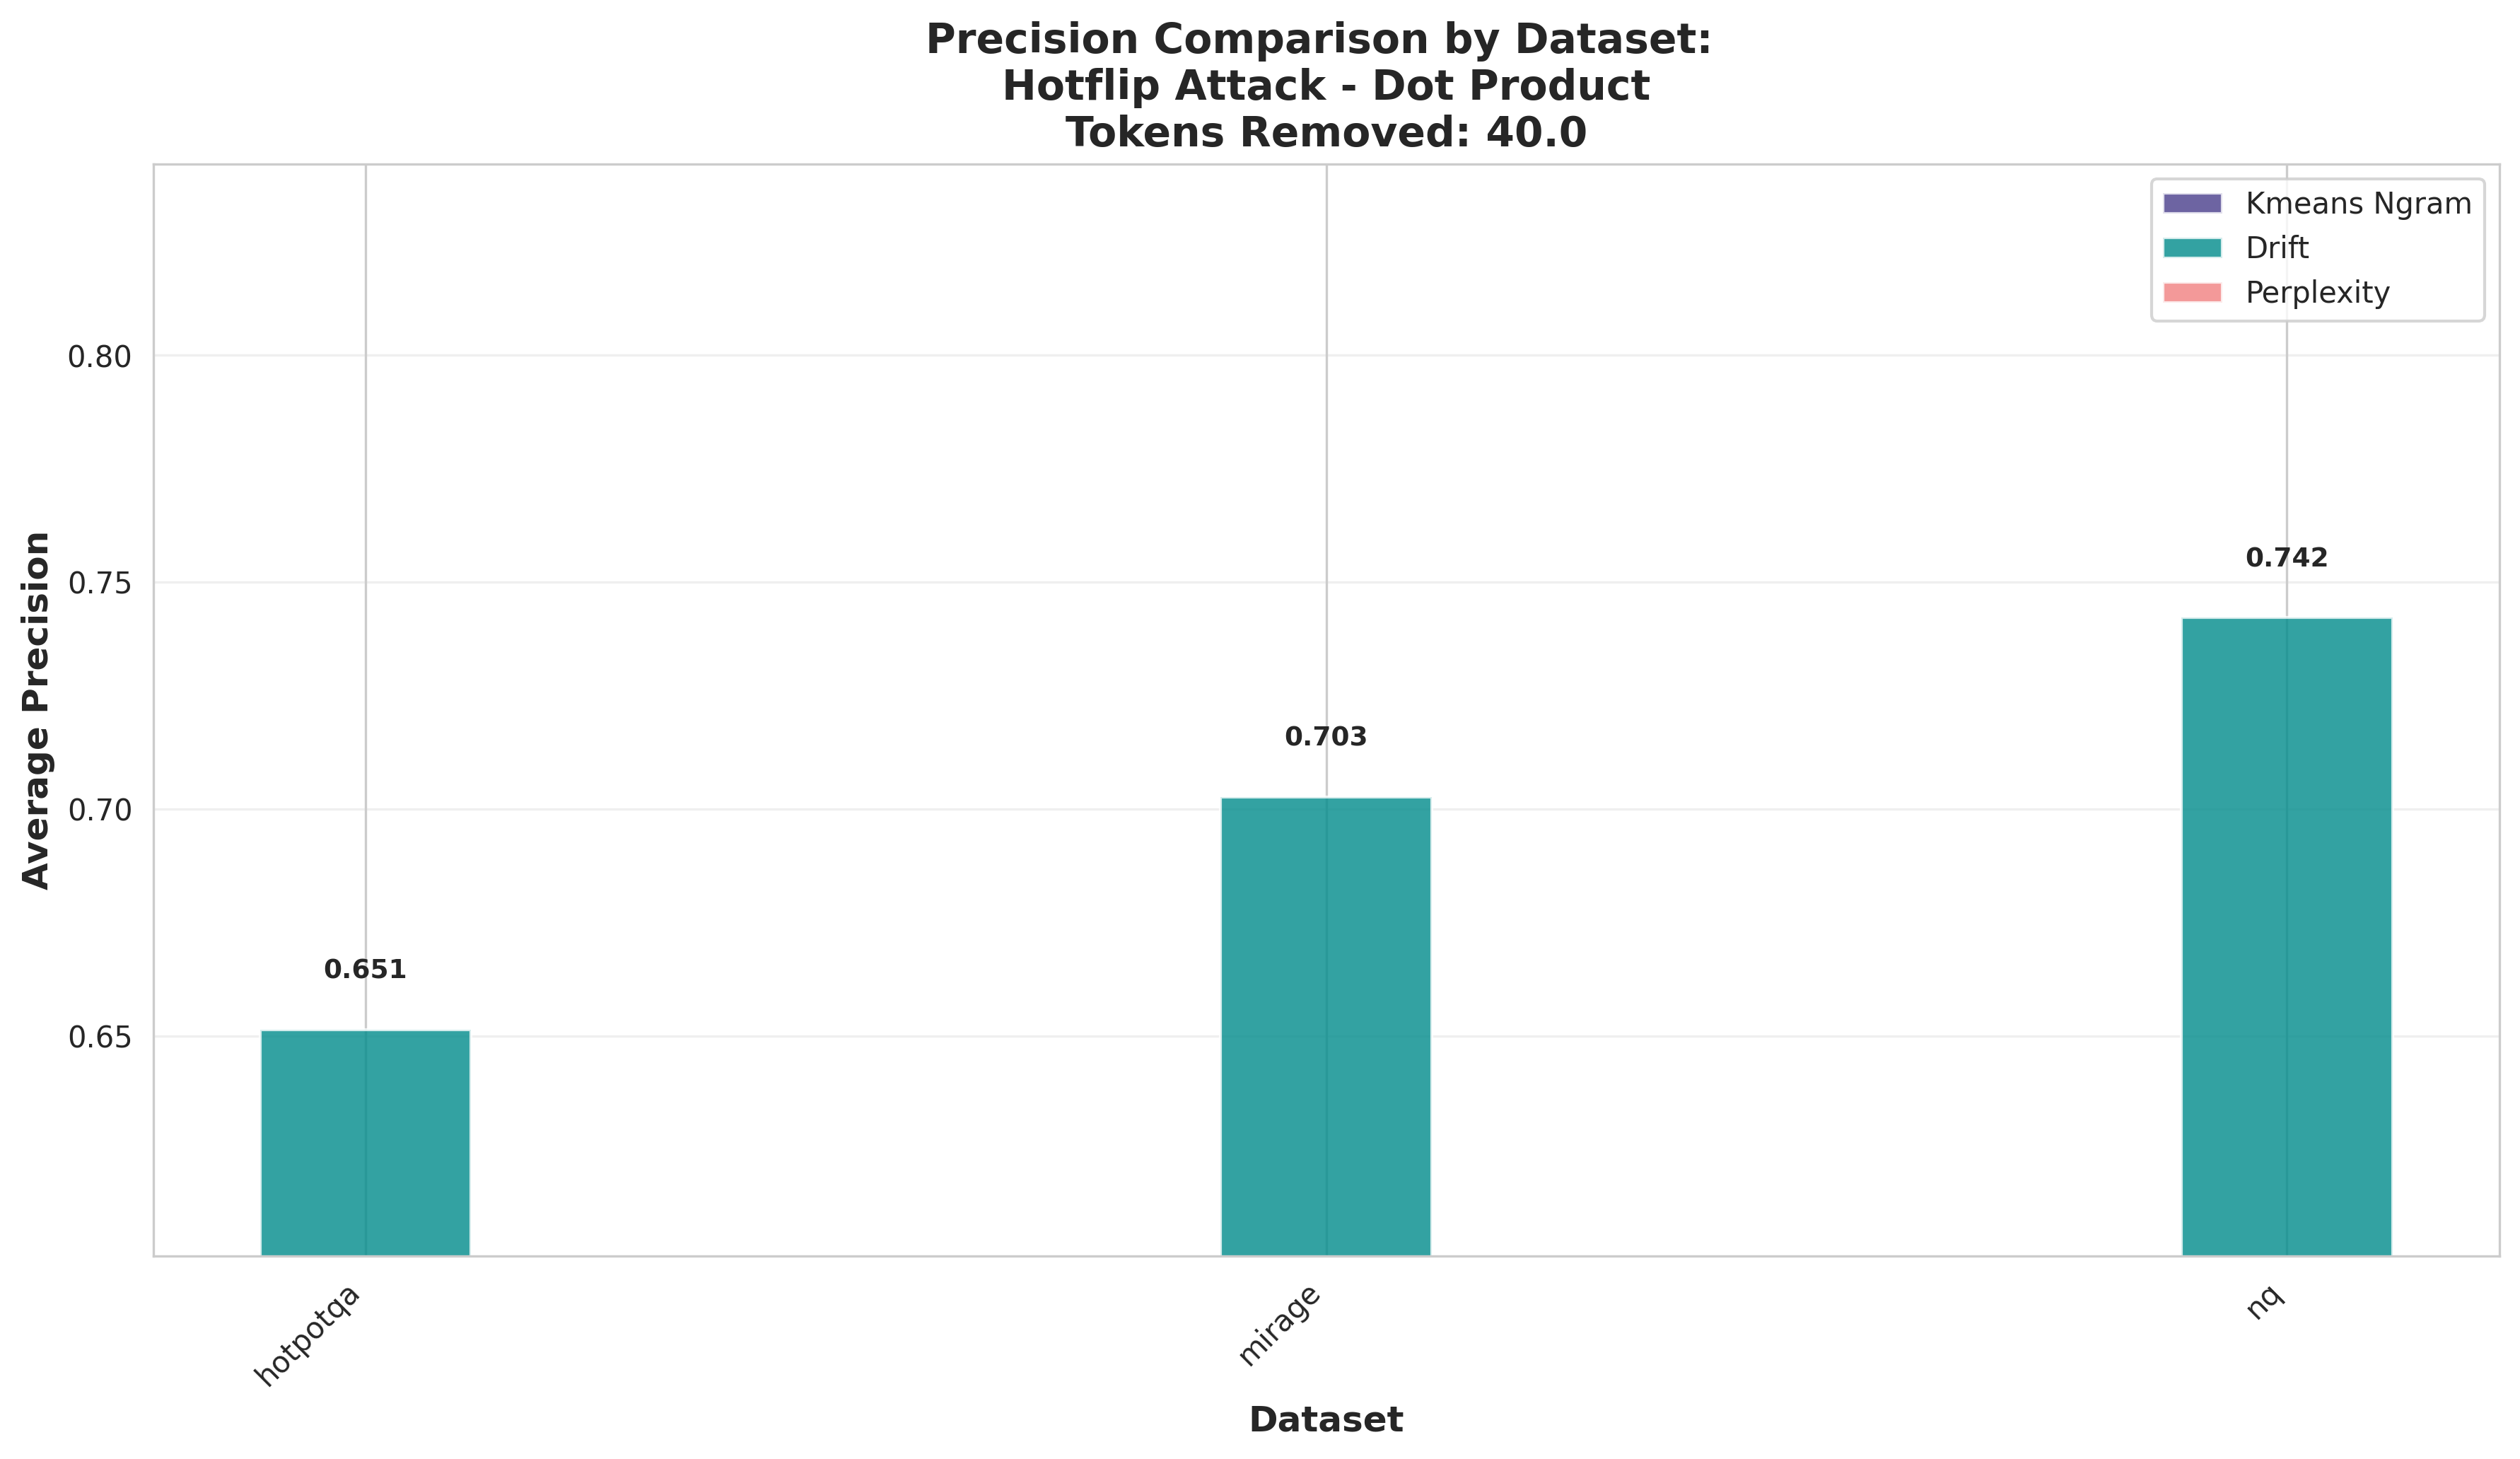 Precision Comparison by Dataset:
Hotflip Attack - Dot Product
Tokens Removed: 40.0
Kmeans Ngram
Drift
Perplexity
Average Precision
0.80
0.75
0.70
0.65
0.651
0.703
0.742
hotpotqa
mirage
nq
Dataset